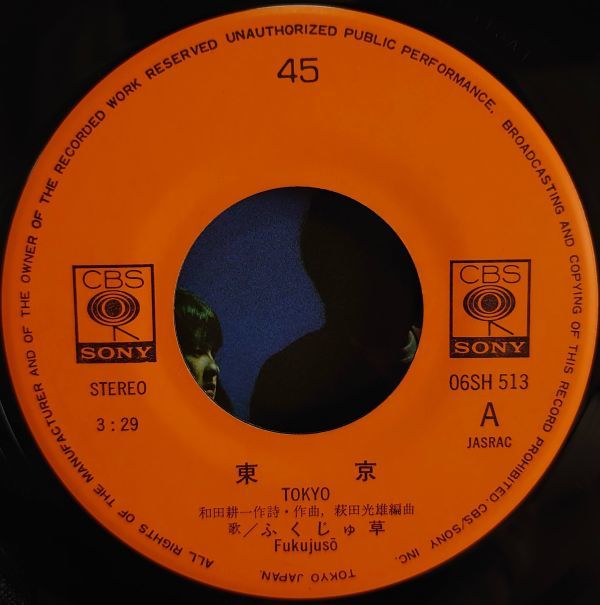 ALL RIGHTS OF THE MANUFACTURER AND OF THE OWNER OF THE RECORDED WORK RESERVED UNAUTHORIZED PUBLIC PERFORMANCE, BROADCASTING AND COPYING OF THIS RECORD PROHIBITED. CBS/SONY INC. TOKYO JAPAN.
45
CBS
SONY
STEREO
3:29
CBS
SONY
06SH 513
A
JASRAC
東 京
TOKYO
和田耕一作詩・作曲, 萩田光雄編曲
歌/ふくじゅ草
Fukujusō